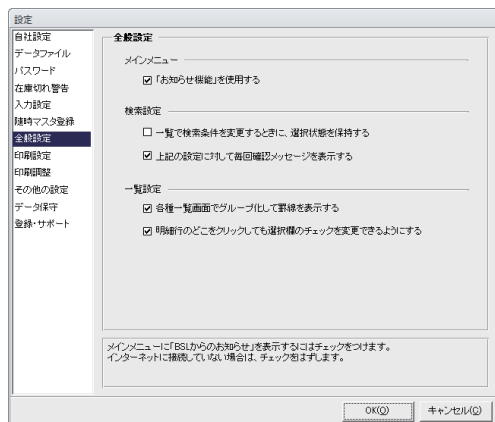 設定
自社設定
データファイル
パスワード
在庫切れ警告
入力設定
随時マスタ登録
全般設定
印刷設定
印刷調整
その他の設定
データ保守
登録・サポート
全般設定
メインメニュー
「お知らせ機能」を使用する
検索設定
一覧で検索条件を変更するときに、選択状態を保持する
上記の設定に対して毎回確認メッセージを表示する
一覧設定
各種一覧画面でグループ化して罫線を表示する
明細行のどこをクリックしても選択欄のチェックを変更できるようにする
メインメニューに「BSLからのお知らせ」を表示するにはチェックをつけます。
インターネットに接続していない場合は、チェックをはずします。
OK(O)
キャンセル(C)